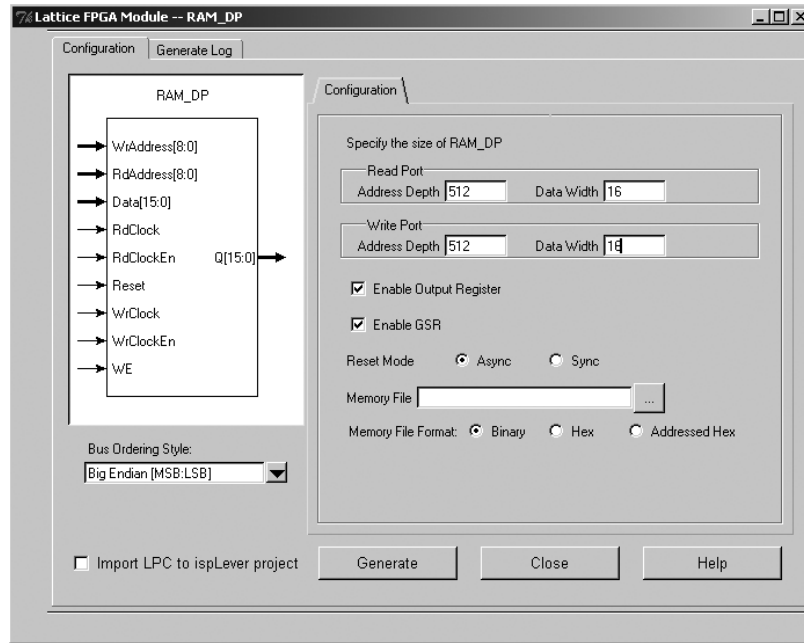 Lattice FPGA Module -- RAM_DP
Configuration Generate Log
RAM_DP
WrAddress[8:0]
RdAddress[8:0]
Data[15:0]
RdClock
RdClockEn Q[15:0]
Reset
WrClock
WrClockEn
WE
Bus Ordering Style:
Big Endian [MSB:LSB]
Configuration
Specify the size of RAM_DP
Read Port
Address Depth 512 Data Width 16
Write Port
Address Depth 512 Data Width 16
Enable Output Register
Enable GSR
Reset Mode Async Sync
Memory File ...
Memory File Format: Binary Hex Addressed Hex
Import LPC to ispLever project Generate Close Help